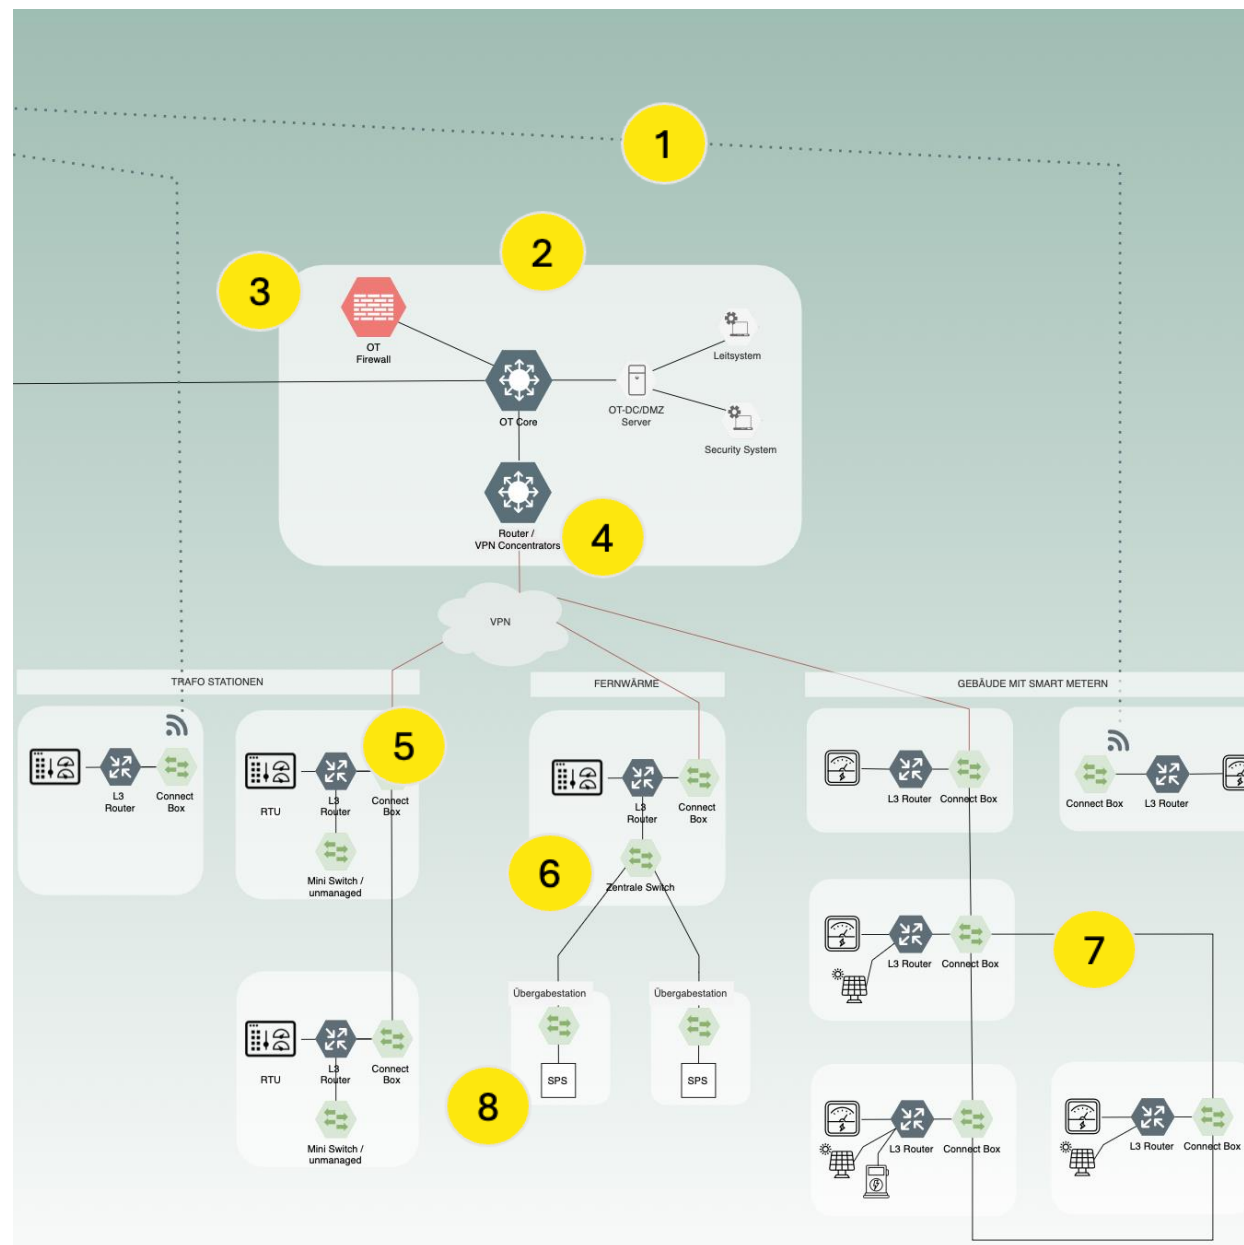 1
2
3
OT
Firewall
Leitsystem
OT Core
OT-DC/DMZ
Server
Security System
Router /
VPN Concentrators
4
VPN
TRAFO STATIONEN
FERNWÄRME
GEBÄUDE MIT SMART METERN
5
L3
Router
Connect
Box
RTU
L3
Router
Connect
Box
L3
Router
Connect
Box
L3 Router
Connect Box
Connect Box
L3 Router
Mini Switch /
unmanaged
6
Zentrale Switch
7
L3 Router
Connect Box
Übergabestation
Übergabestation
RTU
L3
Router
Connect
Box
SPS
SPS
8
Mini Switch /
unmanaged
L3 Router
Connect Box
L3 Router
Connect Box